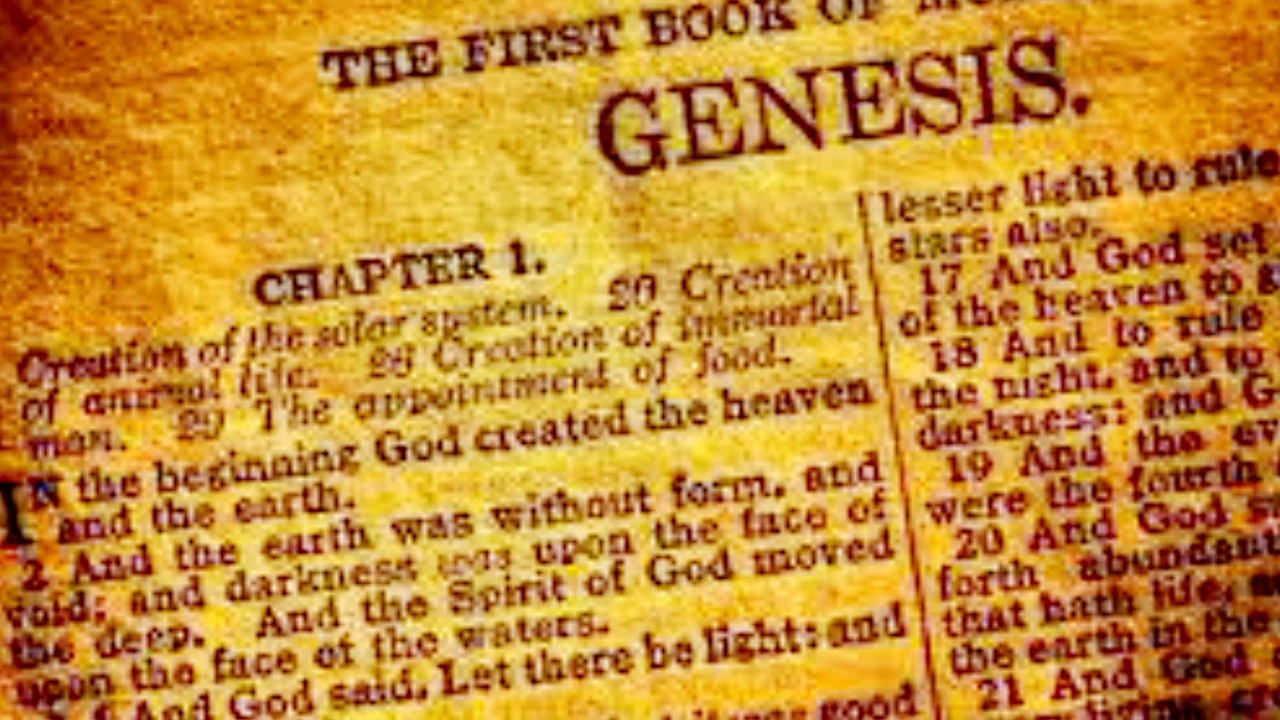 THE FIRST BOOK OF
GENESIS.
CHAPTER 1.
Creation of the solar system. 20 Creation
of animal life. 26 Creation of immortal
man. 29 The appointment of food.
IN the beginning God created the heaven
and the earth.
2 And the earth was without form, and
void; and darkness was upon the face of
the deep. And the Spirit of God moved
upon the face of the waters.
And God said, Let there be light: and
good
lesser light to rule
stars also.
17 And God set
of the heaven to
18 And to rule
the night, and to
darkness: and G
19 And the ev
were the fourth
20 And God s
forth abundant
that hath life, a
the earth in the
21 And God
living cre